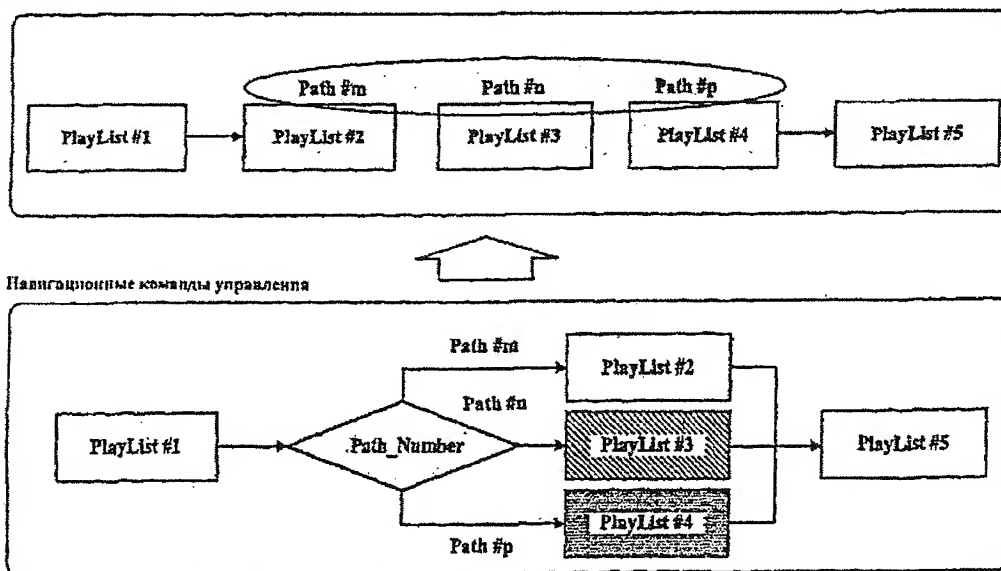 Path #m Path #n Path #p
PlayList #1 PlayList #2 PlayList #3 PlayList #4 PlayList #5
Навигационные команды управления
Path #m
PlayList #2
Path #n
PlayList #1 Path_Number PlayList #3 PlayList #5
PlayList #4
Path #p